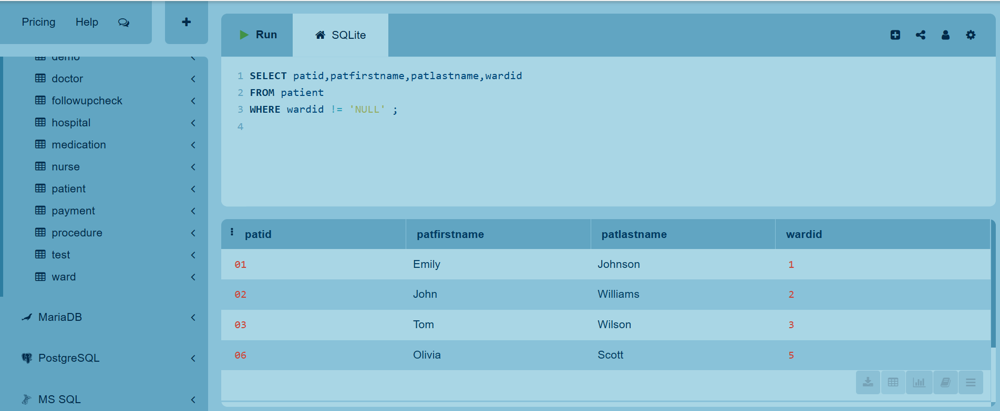 Pricing Help
Run SQLite
demo
doctor
followupcheck
hospital
medication
nurse
patient
payment
procedure
test
ward
MariaDB
PostgreSQL
MS SQL
1 SELECT patid,patfirstname,patlastname,wardid
2 FROM patient
3 WHERE wardid != 'NULL' ;
4
patid patfirstname patlastname wardid
01 Emily Johnson 1
02 John Williams 2
03 Tom Wilson 3
06 Olivia Scott 5